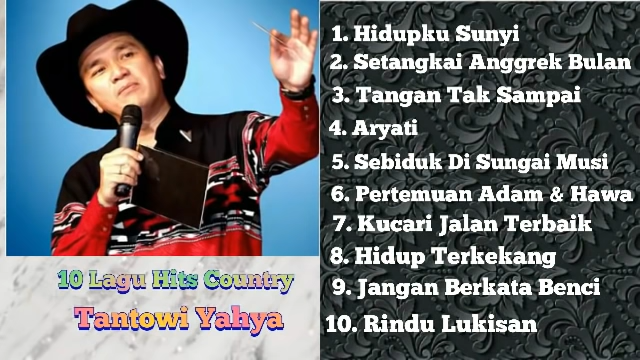 10 Lagu Hits Country
Tantowi Yahya
1. Hidupku Sunyi
2. Setangkai Anggrek Bulan
3. Tangan Tak Sampai
4. Aryati
5. Sebiduk Di Sungai Musi
6. Pertemuan Adam & Hawa
7. Kucari Jalan Terbaik
8. Hidup Terkekang
9. Jangan Berkata Benci
10. Rindu Lukisan